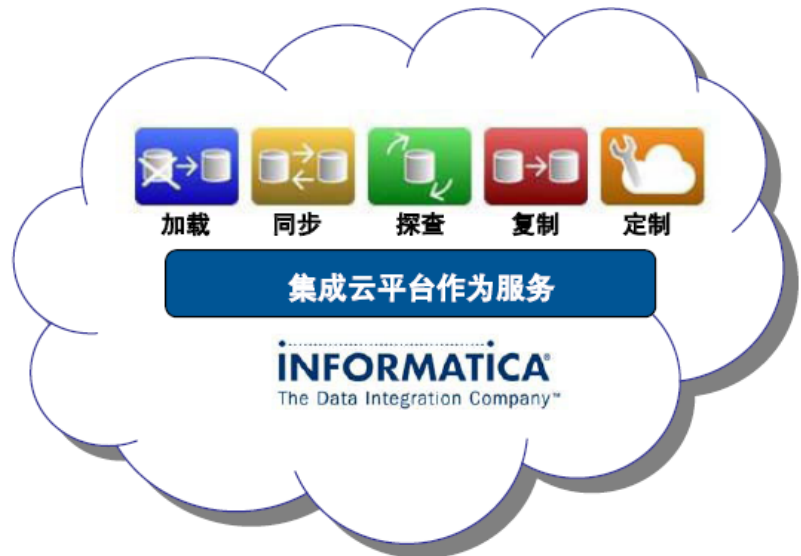 加载 同步 探查 复制 定制
集成云平台作为服务
INFORMATICA®
The Data Integration Company™